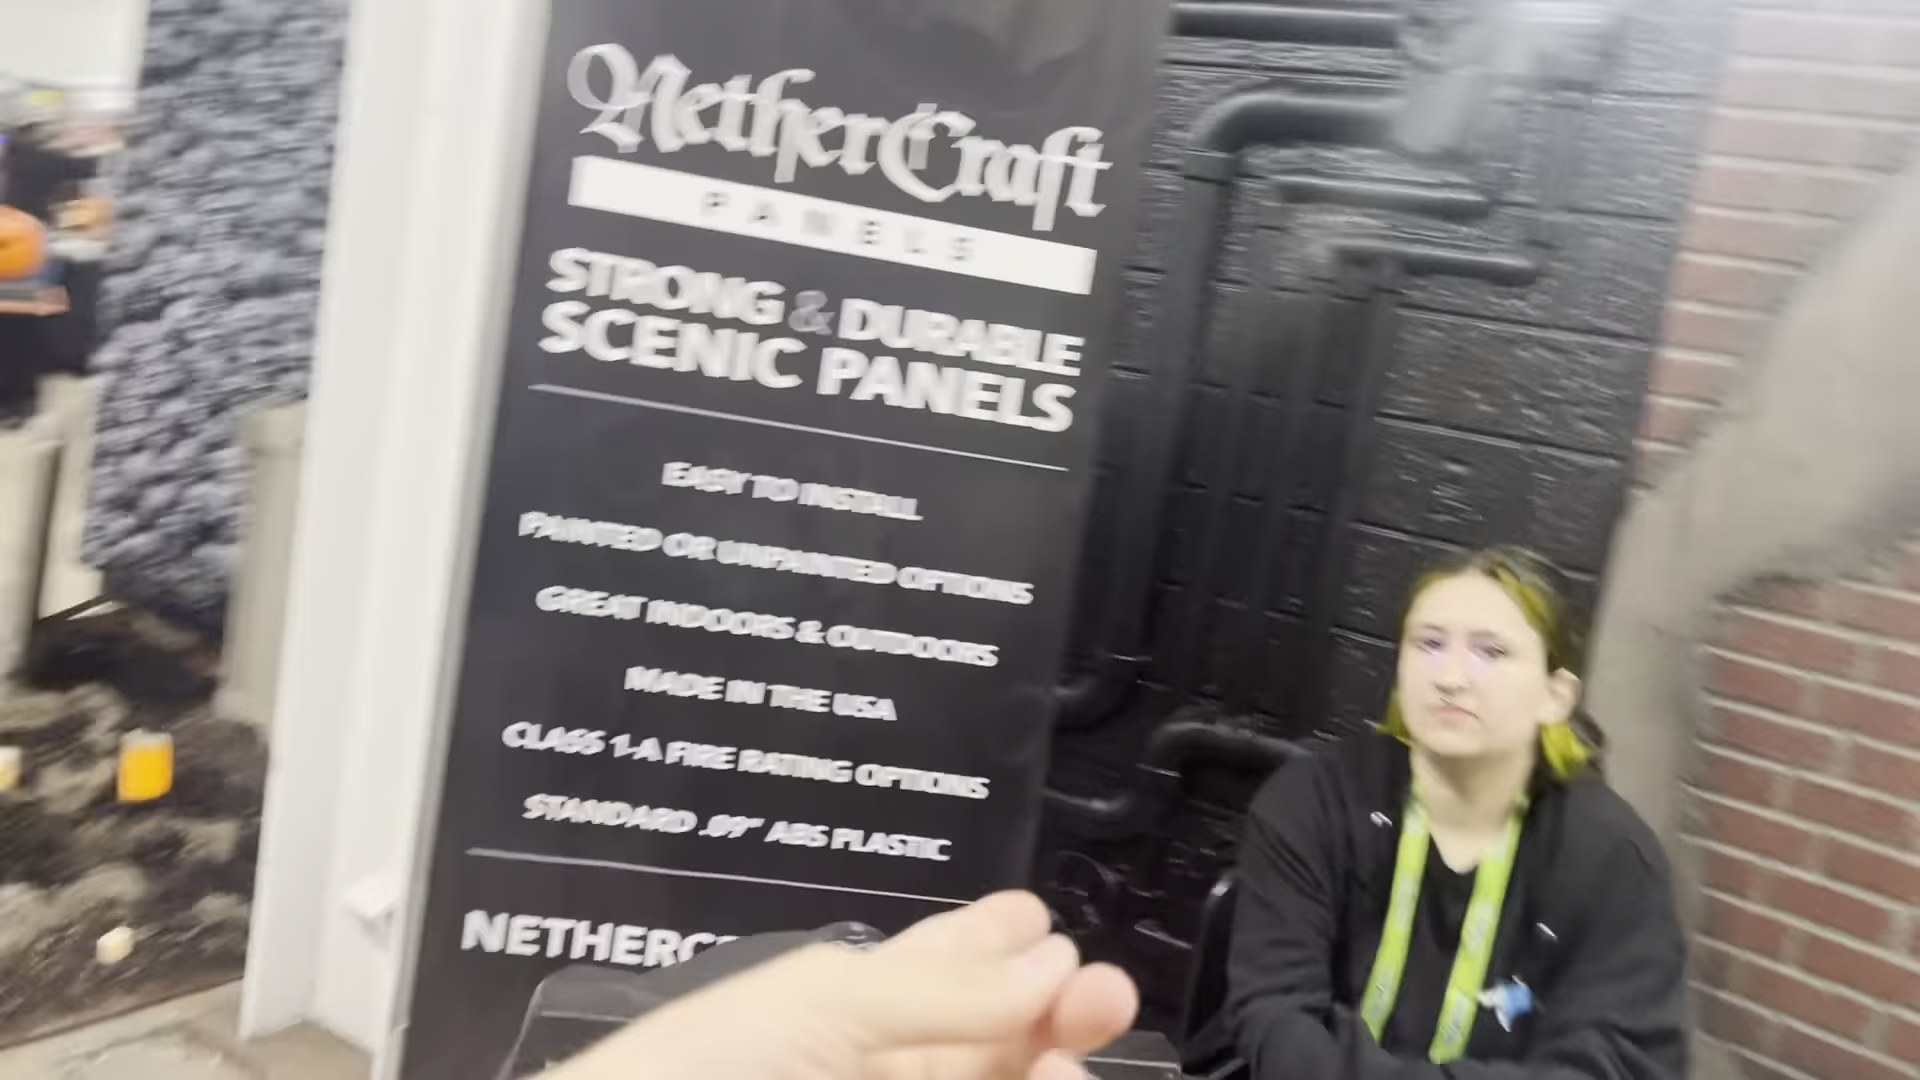 NetherCraft
PANELS
STRONG & DURABLE
SCENIC PANELS
EASY TO INSTALL
PAINTED OR UNPAINTED OPTIONS
GREAT INDOORS & OUTDOORS
MADE IN THE USA
CLASS 1-A FIRE RATING OPTIONS
STANDARD .09" ABS PLASTIC
NETHERC